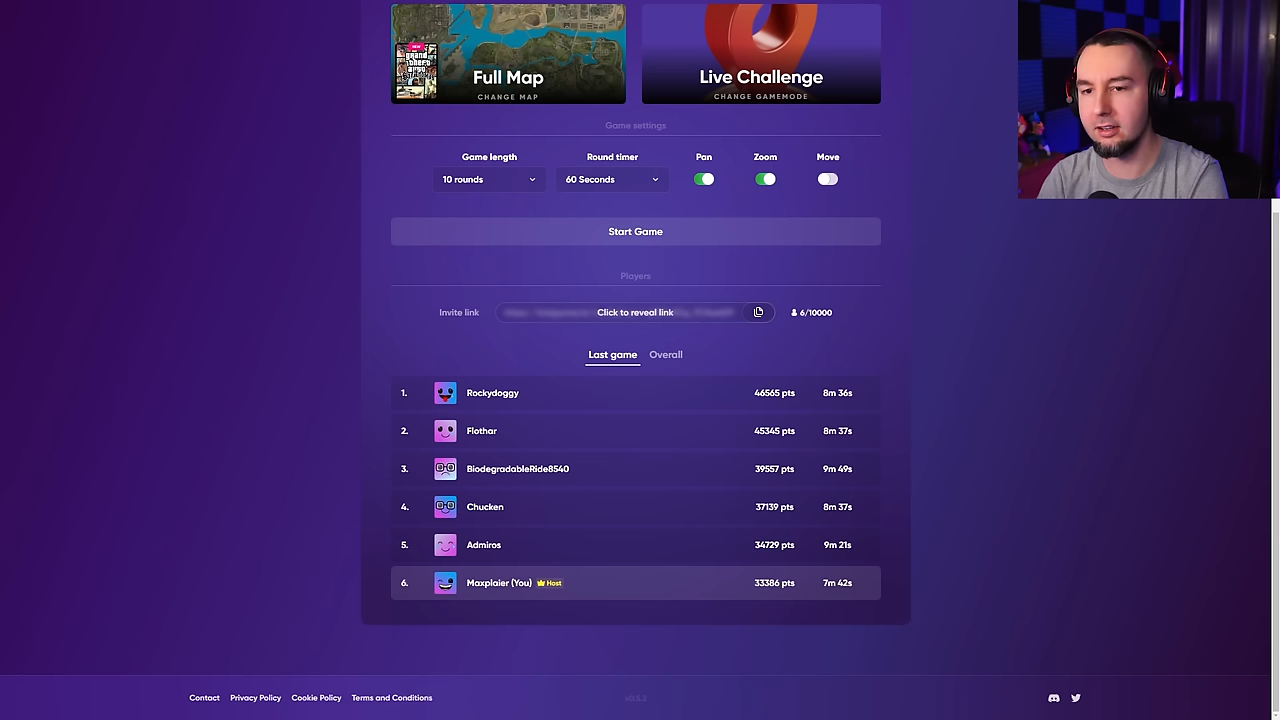 NEW
grand
theft
auto
Full Map
CHANGE MAP
Live Challenge
CHANGE GAMEMODE
Game settings
Game length
Round timer
Pan
Zoom
Move
10 rounds
60 Seconds
Start Game
Players
Invite link
Click to reveal link
6/10000
Last game
Overall
1. Rockydoggy 46565 pts 8m 36s
2. Flothar 45345 pts 8m 37s
3. BiodegradableRide8540 39557 pts 9m 49s
4. Chucken 37139 pts 8m 37s
5. Admiros 34729 pts 9m 21s
6. Maxplaier (You) Host 33386 pts 7m 42s
Contact Privacy Policy Cookie Policy Terms and Conditions